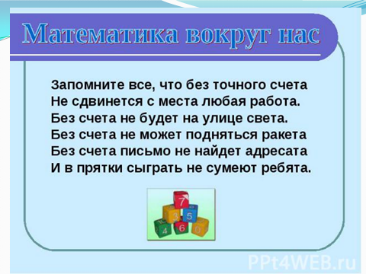 Математика вокруг нас
Запомните все, что без точного счета
Не сдвинется с места любая работа.
Без счета не будет на улице света.
Без счета не может подняться ракета
Без счета письмо не найдет адресата
И в прятки сыграть не сумеют ребята.
7
5
4 6
PPt4WEB.ru